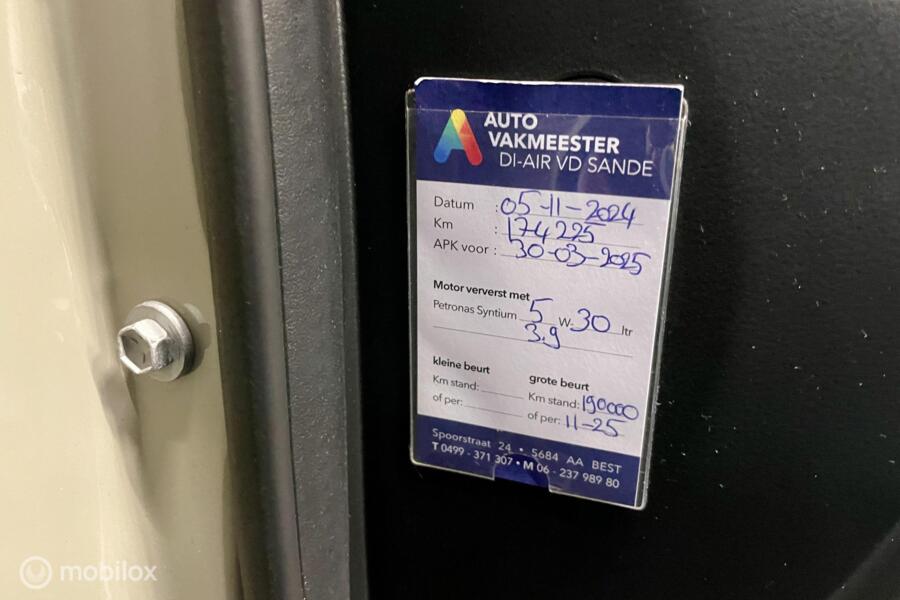 AUTO
VAKMEESTER
DI-AIR VD SANDE
Datum : 05-11-2024
Km : 174225
APK voor : 30-03-2025
Motor ververst met
Petronas Syntium 5 W-30 ltr
3.9
kleine beurt
Km stand:
of per:
grote beurt
Km stand: 190000
of per: 11-25
Spoorstraat 24 • 5684 AA BEST
T 0499 - 371 307 • M 06 - 237 989 80
mobilox